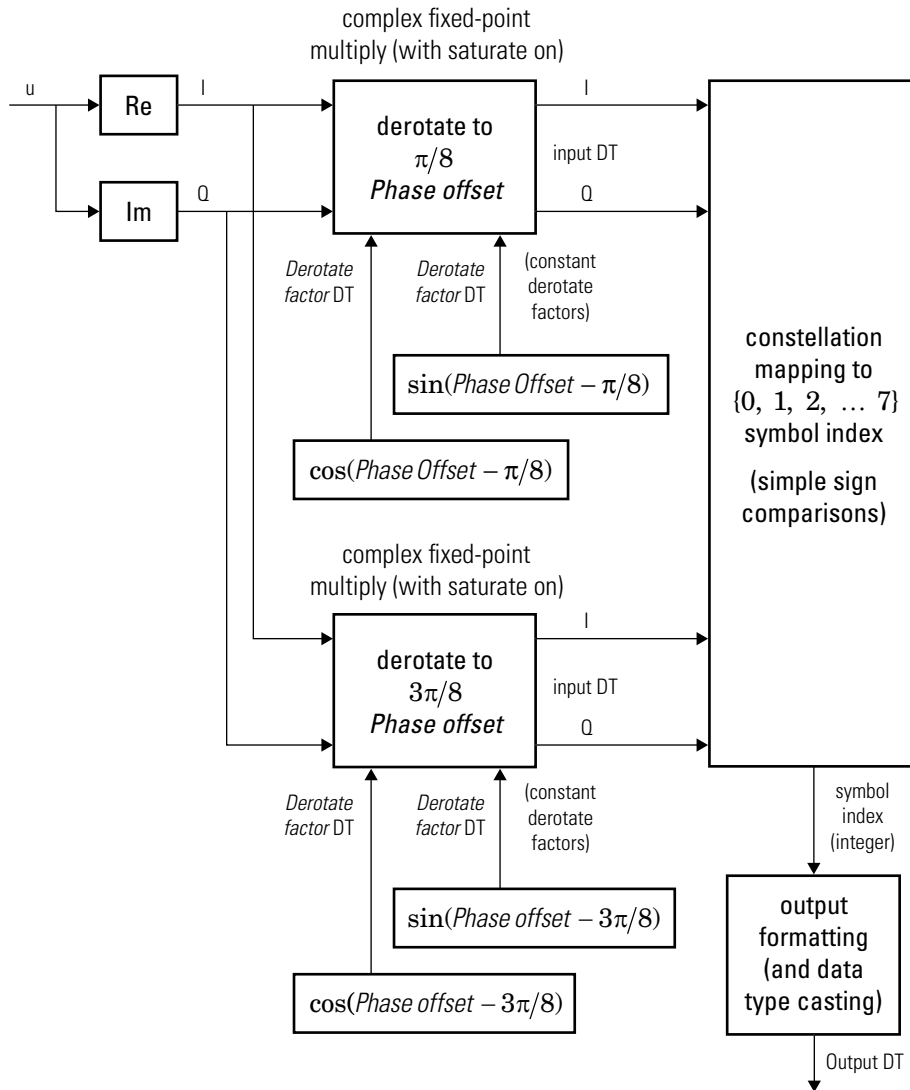 complex fixed-point
multiply (with saturate on)
u
Re
I
derotate to
π/8
Phase offset
I
input DT
Q
Im
Q
Derotate
factor DT
Derotate
factor DT
(constant
derotate
factors)
sin(Phase Offset − π/8)
cos(Phase Offset − π/8)
constellation
mapping to
{0, 1, 2, … 7}
symbol index
(simple sign
comparisons)
complex fixed-point
multiply (with saturate on)
derotate to
3π/8
Phase offset
I
input DT
Q
Derotate
factor DT
Derotate
factor DT
(constant
derotate
factors)
sin(Phase offset − 3π/8)
cos(Phase offset − 3π/8)
symbol
index
(integer)
output
formatting
(and data
type casting)
Output DT